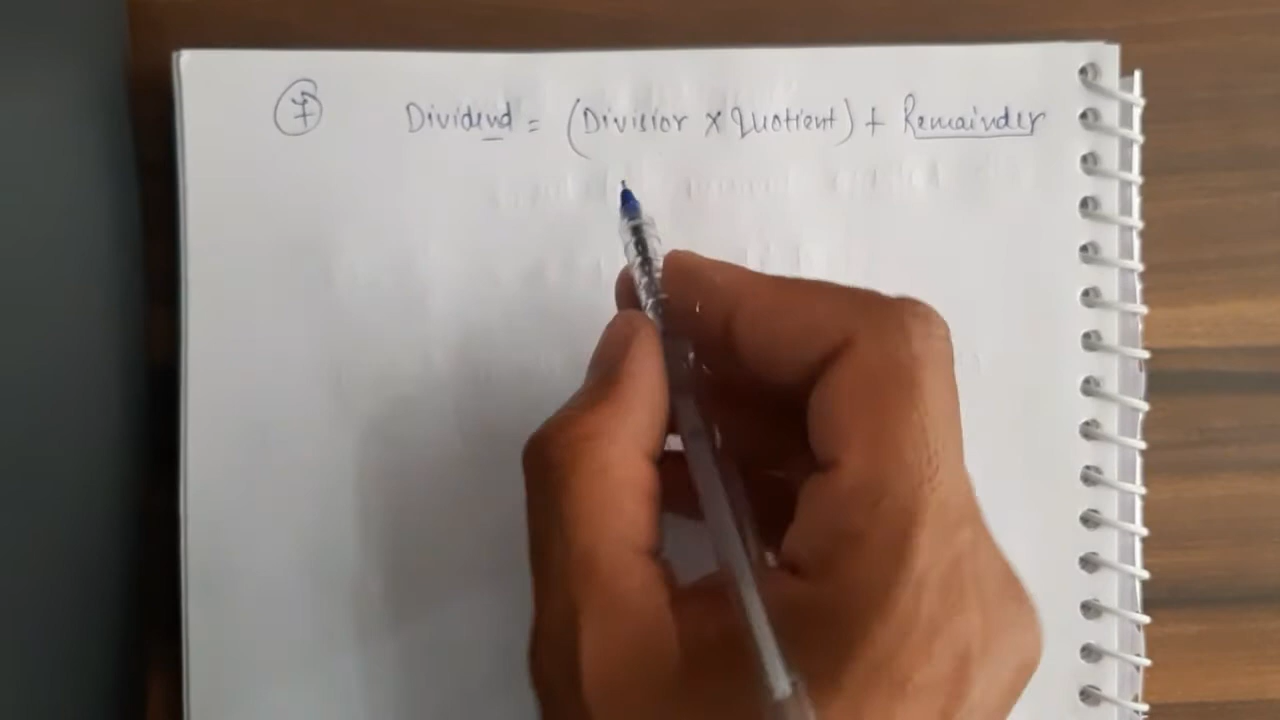 7 Dividend = (Divisior × Quotient) + Remainder